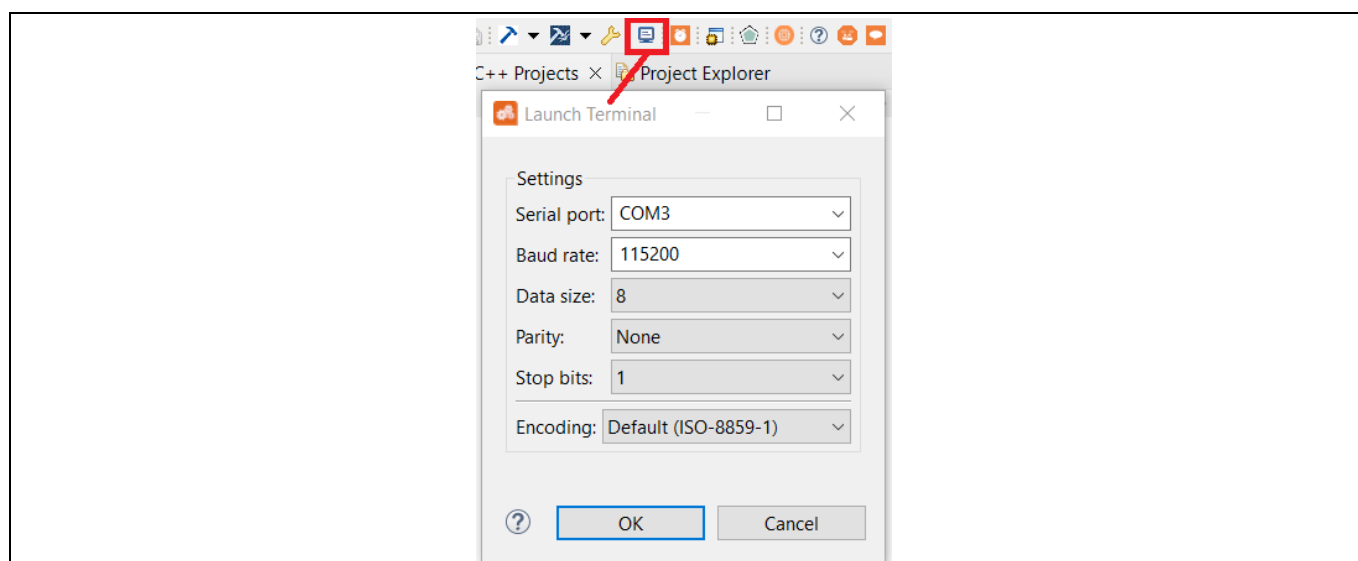 C++ Projects Project Explorer
Launch Terminal
Settings
Serial port: COM3
Baud rate: 115200
Data size: 8
Parity: None
Stop bits: 1
Encoding: Default (ISO-8859-1)
? OK Cancel